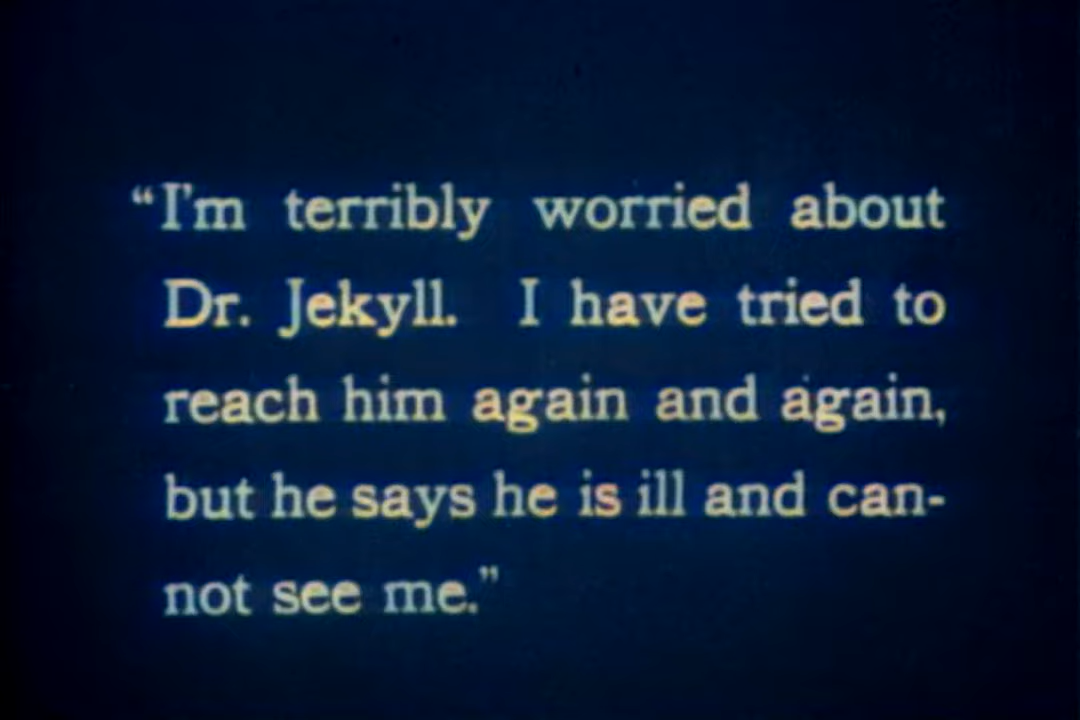 “I'm terribly worried about
Dr. Jekyll. I have tried to
reach him again and again,
but he says he is ill and can-
not see me.”